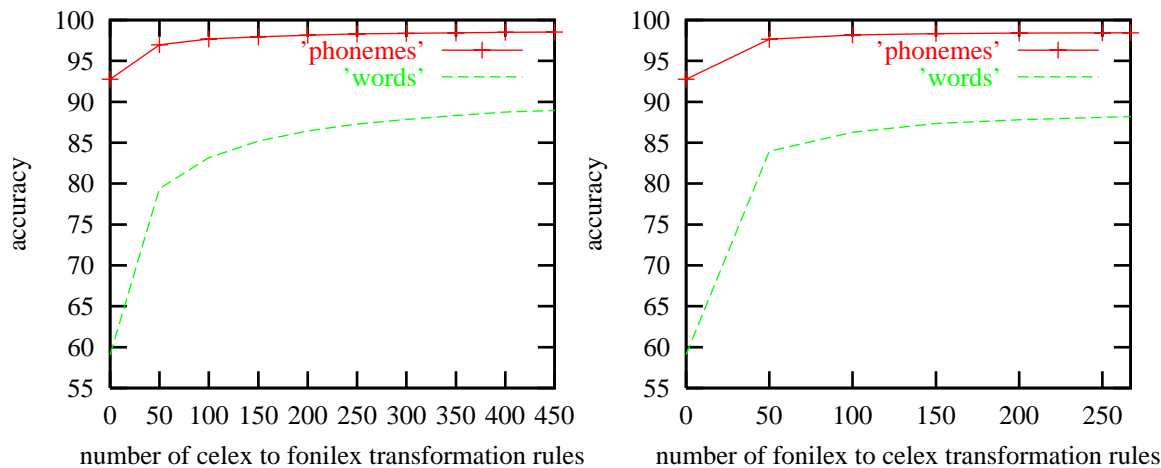 100
95
90
85
80
75
70
65
60
55
accuracy
'phonemes'
'words'
0 50 100 150 200 250 300 350 400 450
number of celex to fonilex transformation rules
100
95
90
85
80
75
70
65
60
55
accuracy
'phonemes'
'words'
0 50 100 150 200 250
number of fonilex to celex transformation rules